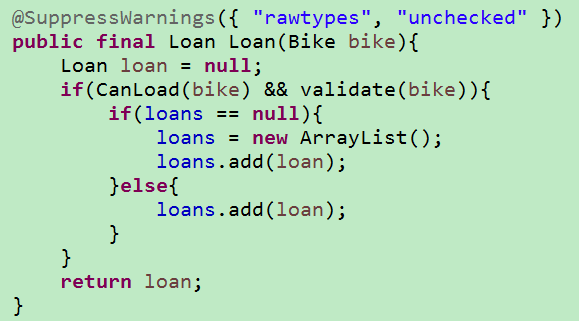 @SuppressWarnings({ "rawtypes", "unchecked" })
public final Loan Loan(Bike bike){
    Loan loan = null;
    if(CanLoad(bike) && validate(bike)){
        if(loans == null){
            loans = new ArrayList();
            loans.add(loan);
        }else{
            loans.add(loan);
        }
    }
    return loan;
}